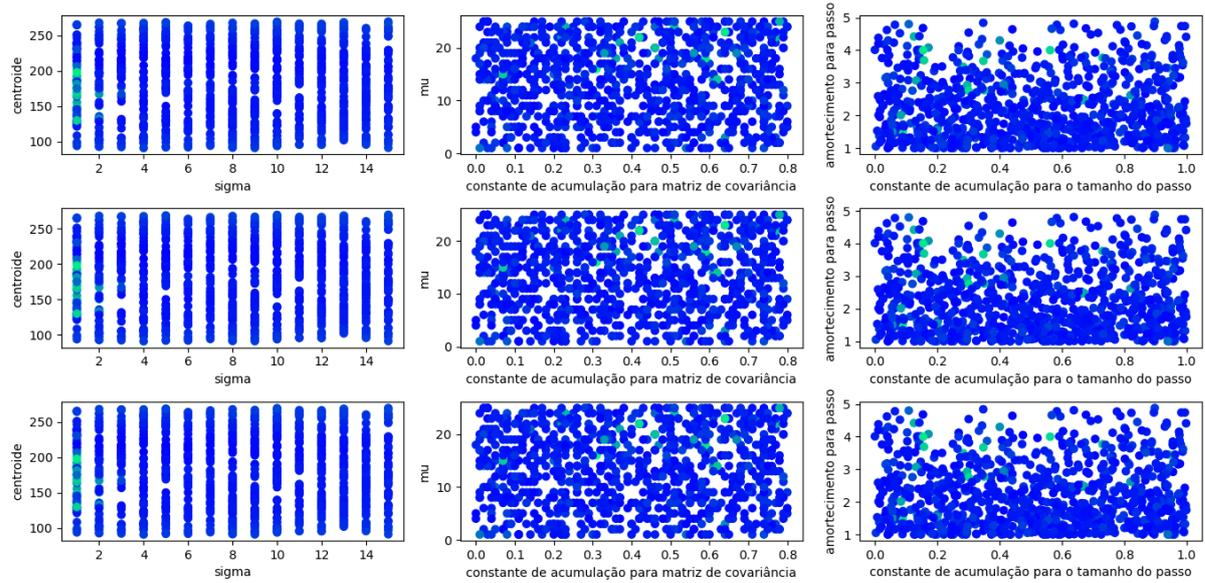 centroide
250
200
150
100
2 4 6 8 10 12 14
sigma
mu
20
10
0
0.0 0.1 0.2 0.3 0.4 0.5 0.6 0.7 0.8
constante de acumulação para matriz de covariância
amortecimento para passo
5
4
3
2
1
0.0 0.2 0.4 0.6 0.8 1.0
constante de acumulação para o tamanho do passo
centroide
250
200
150
100
2 4 6 8 10 12 14
sigma
mu
20
10
0
0.0 0.1 0.2 0.3 0.4 0.5 0.6 0.7 0.8
constante de acumulação para matriz de covariância
amortecimento para passo
5
4
3
2
1
0.0 0.2 0.4 0.6 0.8 1.0
constante de acumulação para o tamanho do passo
centroide
250
200
150
100
2 4 6 8 10 12 14
sigma
mu
20
10
0
0.0 0.1 0.2 0.3 0.4 0.5 0.6 0.7 0.8
constante de acumulação para matriz de covariância
amortecimento para passo
5
4
3
2
1
0.0 0.2 0.4 0.6 0.8 1.0
constante de acumulação para o tamanho do passo